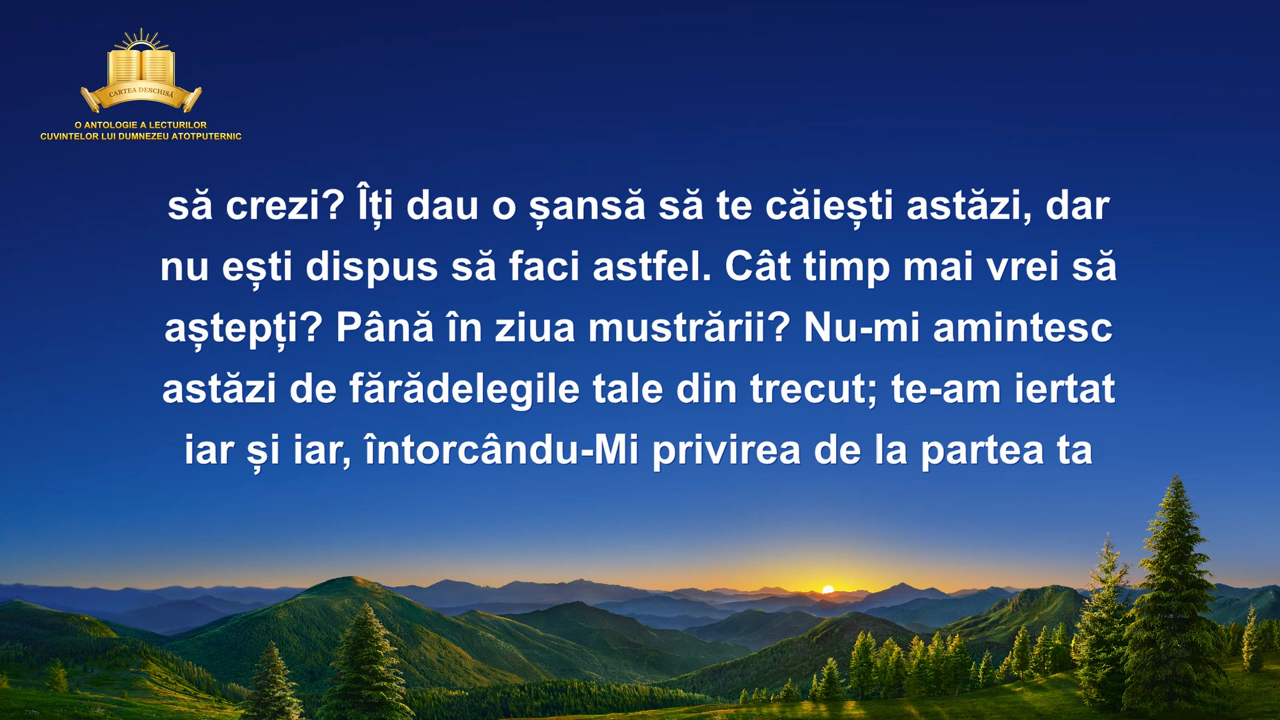 CARTEA DESCHISĂ
O ANTOLOGIE A LECTURILOR
CUVINTELOR LUI DUMNEZEU ATOTPUTERNIC
să crezi? Îți dau o șansă să te căiești astăzi, dar
nu ești dispus să faci astfel. Cât timp mai vrei să
aștepți? Până în ziua mustrării? Nu-mi amintesc
astăzi de fărădelegile tale din trecut; te-am iertat
iar și iar, întorcându-Mi privirea de la partea ta